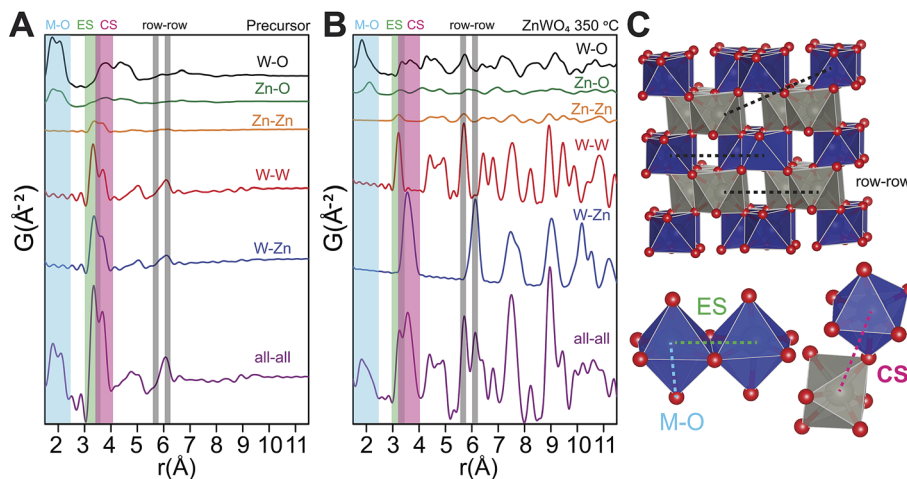 A
M-O ES CS row-row Precursor
W-O
Zn-O
Zn-Zn
W-W
W-Zn
all-all
G(Å⁻²)
2 3 4 5 6 7 8 9 10 11
r(Å)
B
M-O ES CS row-row ZnWO₄ 350 °C
W-O
Zn-O
Zn-Zn
W-W
W-Zn
all-all
G(Å⁻²)
2 3 4 5 6 7 8 9 10 11
r(Å)
C
row-row
ES
M-O
CS